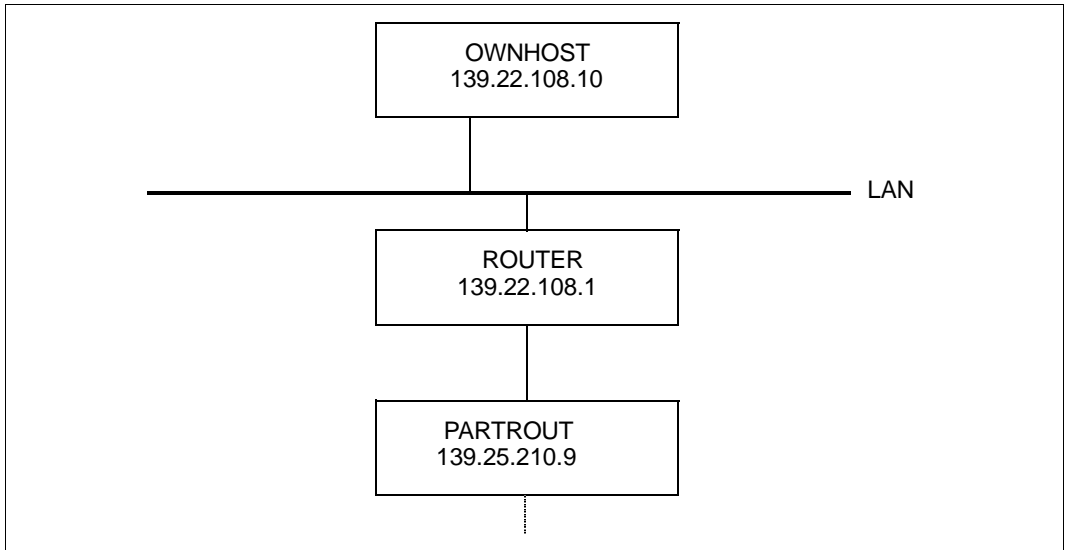 OWNHOST
139.22.108.10
LAN
ROUTER
139.22.108.1
PARTROUT
139.25.210.9